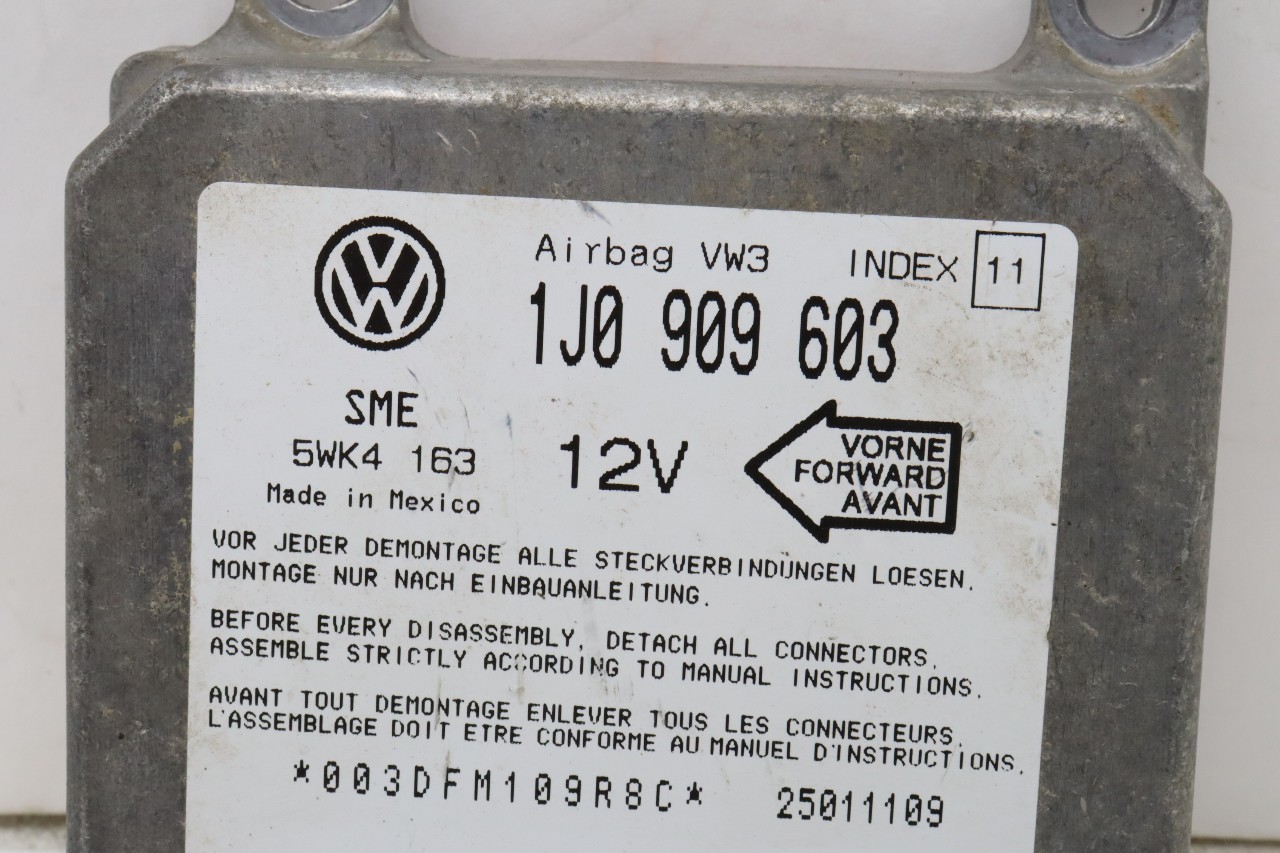 Airbag VW3 INDEX 11
1J0 909 603
SME
5WK4 163
12V
Made in Mexico
VORNE
FORWARD
AVANT
VOR JEDER DEMONTAGE ALLE STECKVERBINDUNGEN LOESEN.
MONTAGE NUR NACH EINBAUANLEITUNG.
BEFORE EVERY DISASSEMBLY, DETACH ALL CONNECTORS.
ASSEMBLE STRICTLY ACCORDING TO MANUAL INSTRUCTIONS.
AVANT TOUT DEMONTAGE ENLEVER TOUS LES CONNECTEURS.
L'ASSEMBLAGE DOIT ETRE CONFORME AU MANUEL D'INSTRUCTIONS.
*003DFM109R8C* 25011109